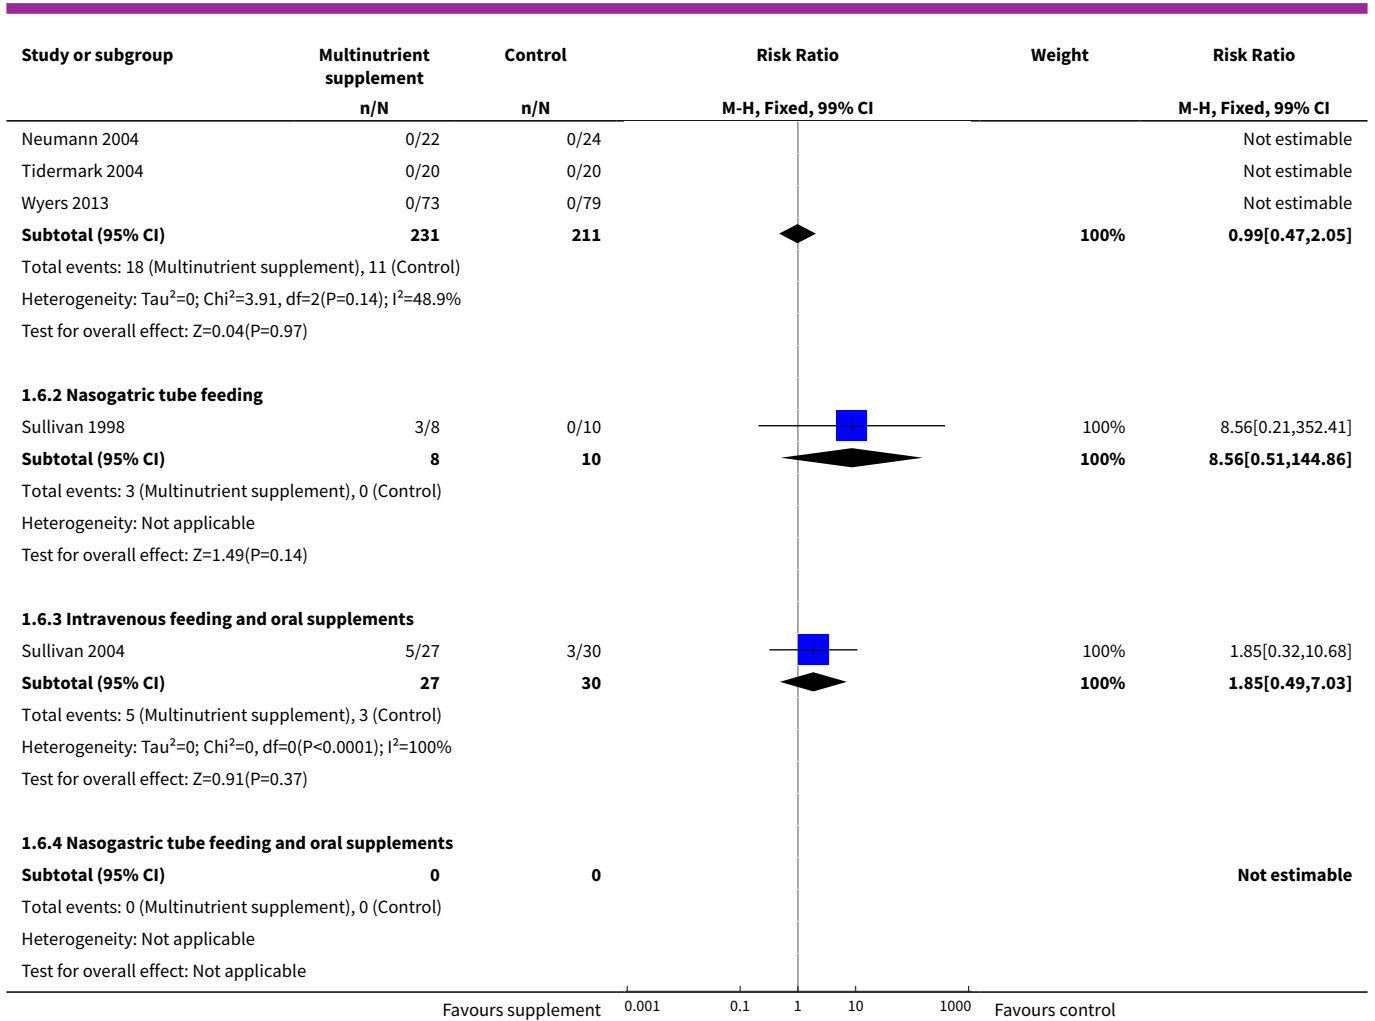 Study or subgroup Multinutrient supplement Control Risk Ratio Weight Risk Ratio
n/N n/N M-H, Fixed, 99% CI M-H, Fixed, 99% CI
Neumann 2004 0/22 0/24 Not estimable
Tidermark 2004 0/20 0/20 Not estimable
Wyers 2013 0/73 0/79 Not estimable
Subtotal (95% CI) 231 211 100% 0.99[0.47,2.05]
Total events: 18 (Multinutrient supplement), 11 (Control)
Heterogeneity: Tau²=0; Chi²=3.91, df=2(P=0.14); I²=48.9%
Test for overall effect: Z=0.04(P=0.97)
1.6.2 Nasogatric tube feeding
Sullivan 1998 3/8 0/10 100% 8.56[0.21,352.41]
Subtotal (95% CI) 8 10 100% 8.56[0.51,144.86]
Total events: 3 (Multinutrient supplement), 0 (Control)
Heterogeneity: Not applicable
Test for overall effect: Z=1.49(P=0.14)
1.6.3 Intravenous feeding and oral supplements
Sullivan 2004 5/27 3/30 100% 1.85[0.32,10.68]
Subtotal (95% CI) 27 30 100% 1.85[0.49,7.03]
Total events: 5 (Multinutrient supplement), 3 (Control)
Heterogeneity: Tau²=0; Chi²=0, df=0(P<0.0001); I²=100%
Test for overall effect: Z=0.91(P=0.37)
1.6.4 Nasogastric tube feeding and oral supplements
Subtotal (95% CI) 0 0 Not estimable
Total events: 0 (Multinutrient supplement), 0 (Control)
Heterogeneity: Not applicable
Test for overall effect: Not applicable
Favours supplement 0.001 0.1 1 10 1000 Favours control